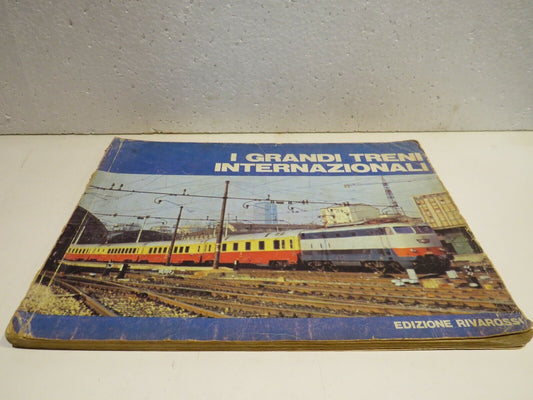 I GRANDI TRENI
INTERNAZIONALI
EDIZIONE RIVAROSSI